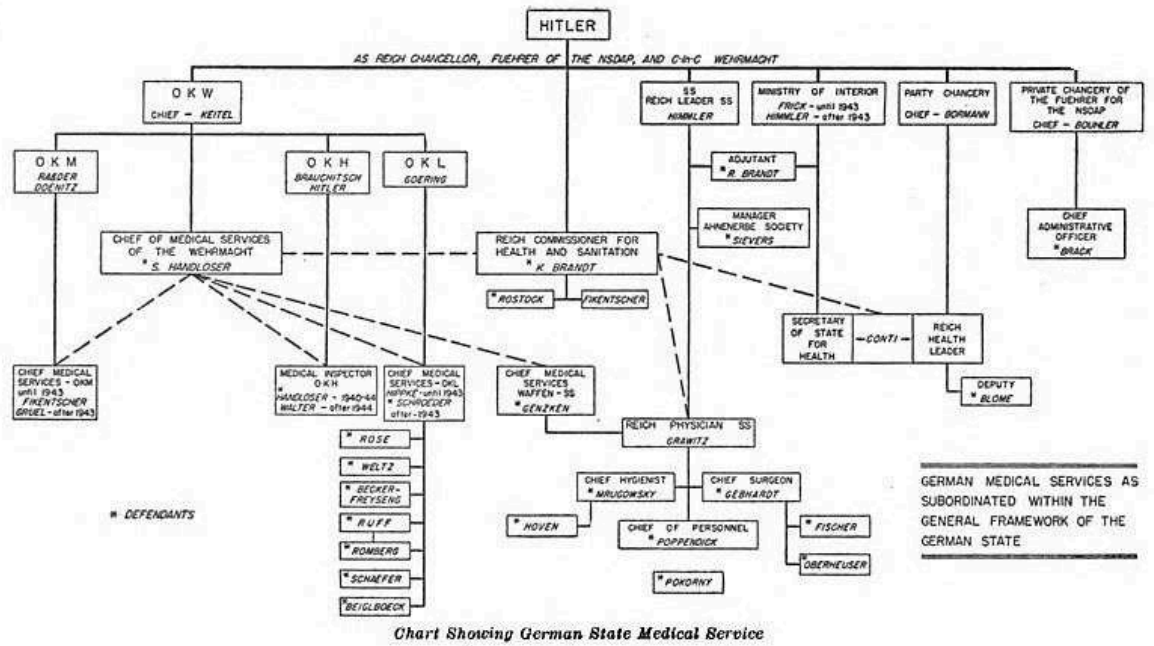 HITLER
AS REICH CHANCELLOR, FUEHRER OF THE NSDAP, AND C-in-C WEHRMACHT
OKW
CHIEF - KEITEL
SS
REICH LEADER SS
HIMMLER
MINISTRY OF INTERIOR
FRICK - until 1943
HIMMLER - after 1943
PARTY CHANCERY
CHIEF - BORMANN
PRIVATE CHANCERY OF
THE FUEHRER FOR
THE NSDAP
CHIEF - BOUHLER
OKM
RAEDER
DOENITZ
OKH
BRAUCHITSCH
HITLER
OKL
GOERING
ADJUTANT
* R. BRANDT
MANAGER
AHNENERBE SOCIETY
* SIEVERS
CHIEF
ADMINISTRATIVE
OFFICER
* BRACK
CHIEF OF MEDICAL SERVICES
OF THE WEHRMACHT
* S. HANDLOSER
REICH COMMISSIONER FOR
HEALTH AND SANITATION
* K. BRANDT
* ROSTOCK
FIKENTSCHER
SECRETARY
OF STATE
FOR
HEALTH
CONTI
REICH
HEALTH
LEADER
DEPUTY
* BLOME
CHIEF MEDICAL
SERVICES - OKM
until 1943
FIKENTSCHER
GRUEL - after 1943
MEDICAL INSPECTOR
OKH
* HANDLOSER - 1940-44
WALTER - after 1944
CHIEF MEDICAL
SERVICES - OKL
HIPPKE - until 1943
* SCHROEDER
after - 1943
CHIEF MEDICAL
SERVICES
WAFFEN - SS
* GENZKEN
REICH PHYSICIAN SS
GRAWITZ
* ROSE
* WELTZ
* BECKER-
FREYSENG
* RUFF
* ROMBERG
* SCHAEFER
* BEIGLBOECK
CHIEF HYGIENIST
* MRUGOWSKY
CHIEF SURGEON
* GEBHARDT
* HOVEN
CHIEF OF PERSONNEL
* POPPENDICK
* FISCHER
* OBERHEUSER
* POKORNY
* DEFENDANTS
GERMAN MEDICAL SERVICES AS
SUBORDINATED WITHIN THE
GENERAL FRAMEWORK OF THE
GERMAN STATE
Chart Showing German State Medical Service